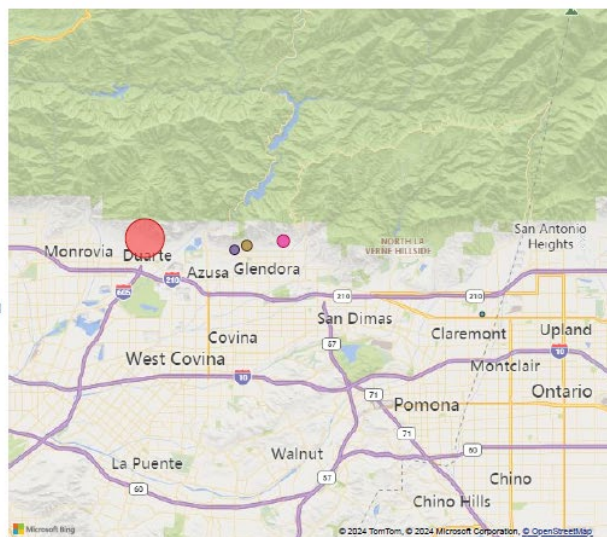 NORTH LA
VERNE HILLSIDE
San Antonio
Heights
Monrovia
Duarte
Azusa
Glendora
210
605
210
210
San Dimas
Claremont
Upland
Covina
57
West Covina
10
10
Montclair
71
Pomona
Ontario
71
Walnut
60
La Puente
57
60
Chino
Chino Hills
Microsoft Bing
© 2024 TomTom, © 2024 Microsoft Corporation, © OpenStreetMap